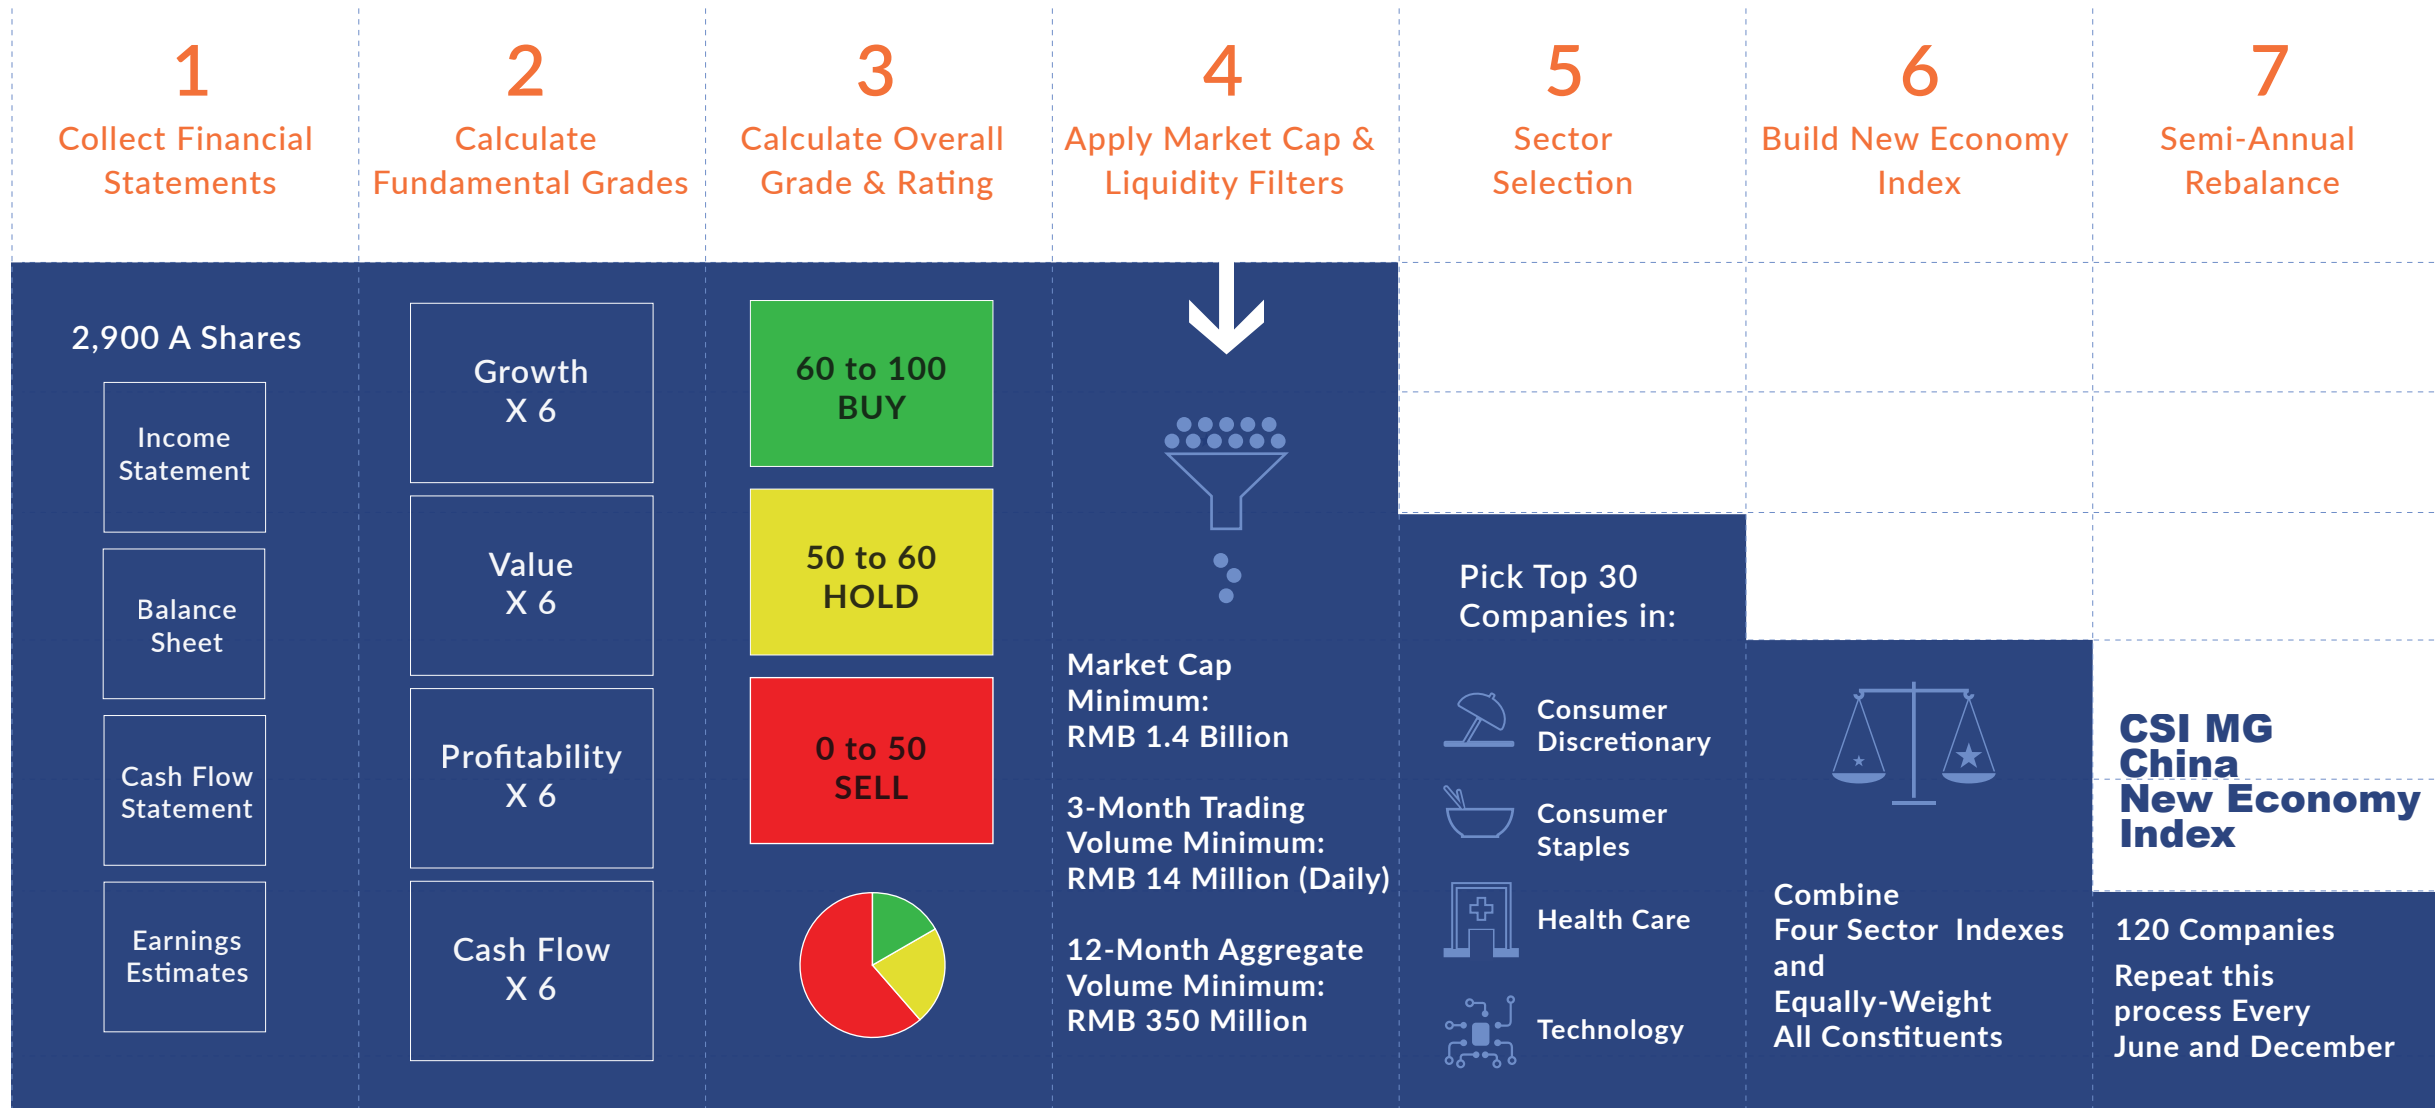 1
Collect Financial
Statements
2
Calculate
Fundamental Grades
3
Calculate Overall
Grade & Rating
4
Apply Market Cap &
Liquidity Filters
5
Sector
Selection
6
Build New Economy
Index
7
Semi-Annual
Rebalance
2,900 A Shares
Income
Statement
Balance
Sheet
Cash Flow
Statement
Earnings
Estimates
Growth
X 6
Value
X 6
Profitability
X 6
Cash Flow
X 6
60 to 100
BUY
50 to 60
HOLD
0 to 50
SELL
Market Cap
Minimum:
RMB 1.4 Billion
3-Month Trading
Volume Minimum:
RMB 14 Million (Daily)
12-Month Aggregate
Volume Minimum:
RMB 350 Million
Pick Top 30
Companies in:
Consumer
Discretionary
Consumer
Staples
Health Care
Technology
Combine
Four Sector Indexes
and
Equally-Weight
All Constituents
CSI MG
China
New Economy
Index
120 Companies
Repeat this
process Every
June and December